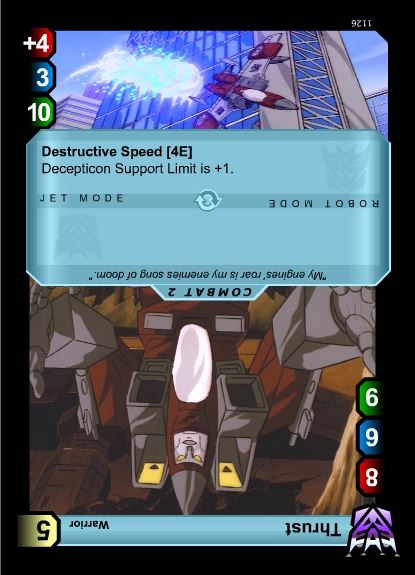 1126
+4
3
10
Destructive Speed [4E]
Decepticon Support Limit is +1.
JET MODE
ROBOT MODE
"My engines' roar is my enemies song of doom."
COMBAT 2
6
6
8
Thrust
Warrior
5